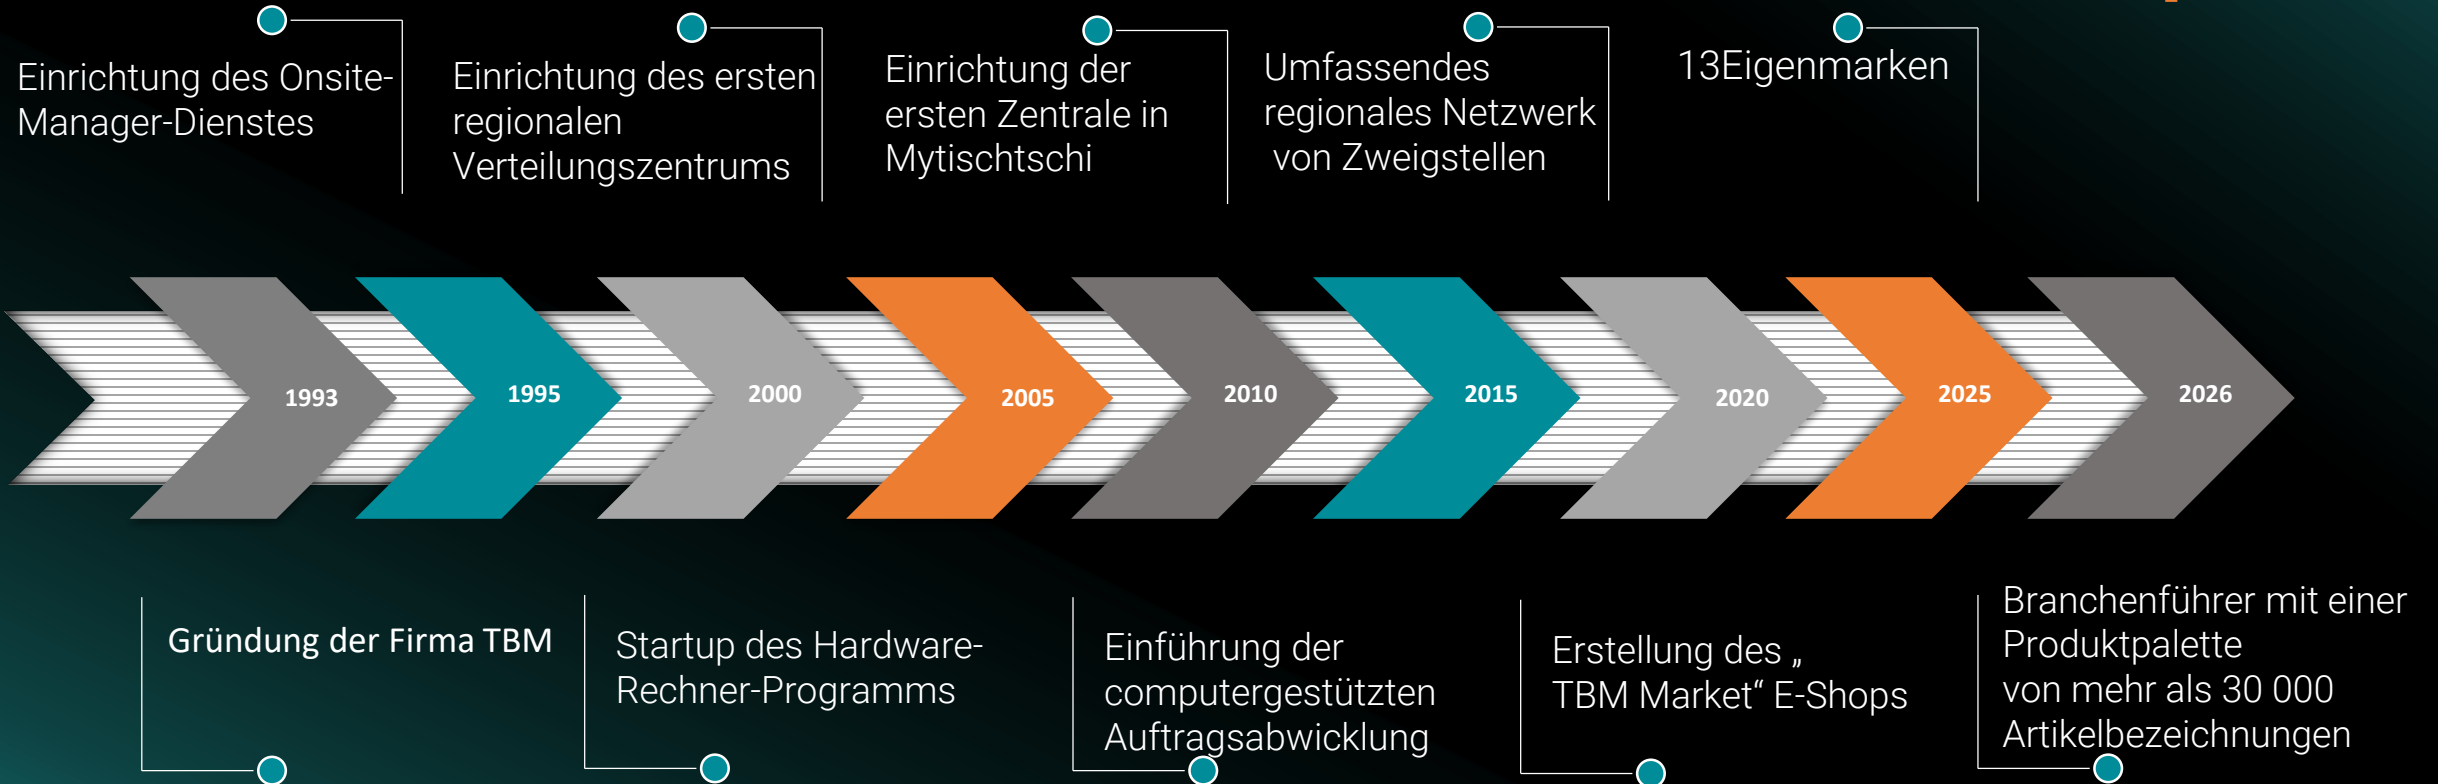 Einrichtung des Onsite-
Manager-Dienstes
Einrichtung des ersten
regionalen
Verteilungszentrums
Einrichtung der
ersten Zentrale in
Mytischtschi
Umfassendes
regionales Netzwerk
von Zweigstellen
13Eigenmarken
1993
1995
2000
2005
2010
2015
2020
2025
2026
Gründung der Firma TBM
Startup des Hardware-
Rechner-Programms
Einführung der
computergestützten
Auftragsabwicklung
Erstellung des „
TBM Market“ E-Shops
Branchenführer mit einer
Produktpalette
von mehr als 30 000
Artikelbezeichnungen